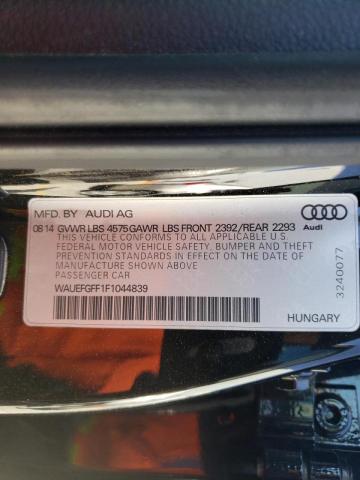 MFD. BY AUDI AG
08 14 GVWR LBS 4575 GAWR LBS FRONT 2392/REAR 2293
THIS VEHICLE CONFORMS TO ALL APPLICABLE U.S.
FEDERAL MOTOR VEHICLE SAFETY, BUMPER AND THEFT
PREVENTION STANDARDS IN EFFECT ON THE DATE OF
MANUFACTURE SHOWN ABOVE.
PASSENGER CAR
WAUEFGFF1F1044839
Audi
HUNGARY
3240077